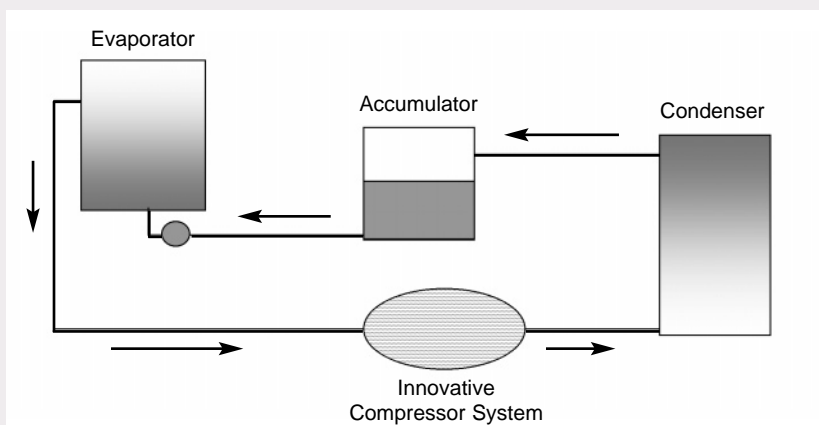 Evaporator
Accumulator
Condenser
Innovative
Compressor System